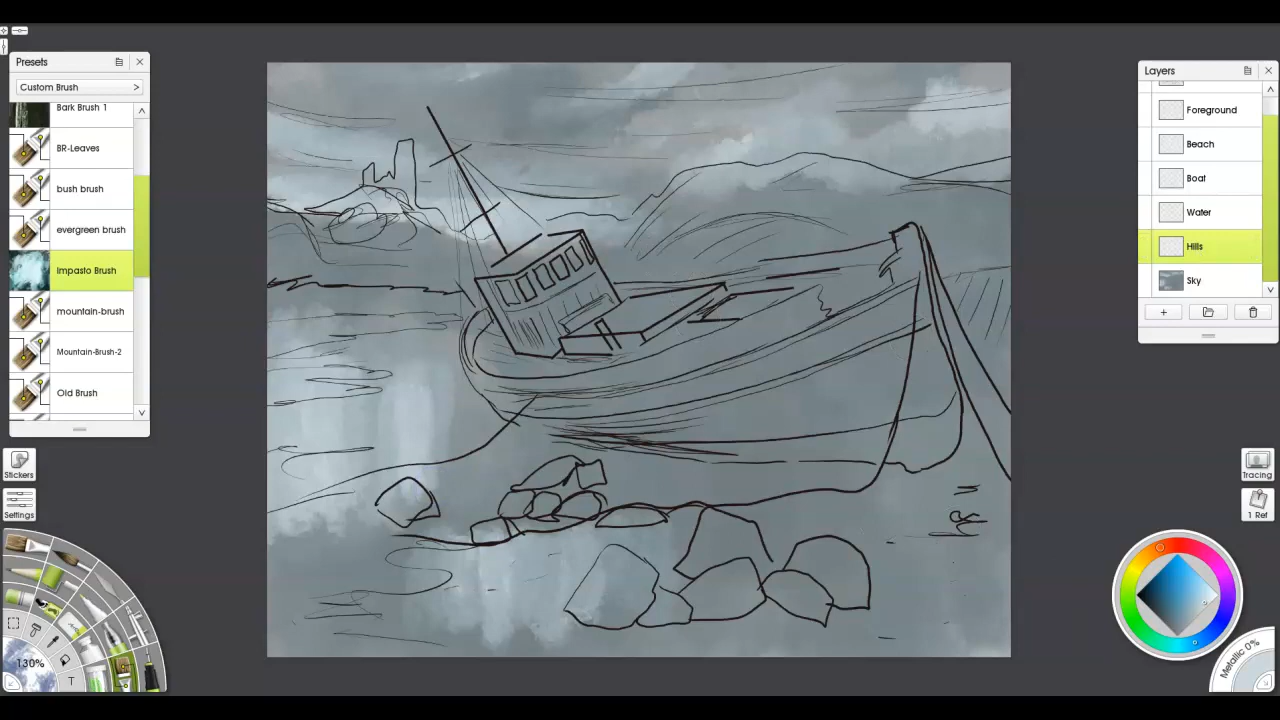 Presets
Custom Brush >
Bark Brush 1
BR-Leaves
bush brush
evergreen brush
Impasto Brush
mountain-brush
Mountain-Brush-2
Old Brush
Stickers
Settings
130%
T
Layers
Foreground
Beach
Boat
Water
Hills
Sky
Tracing
1 Ref
Metallic 0%